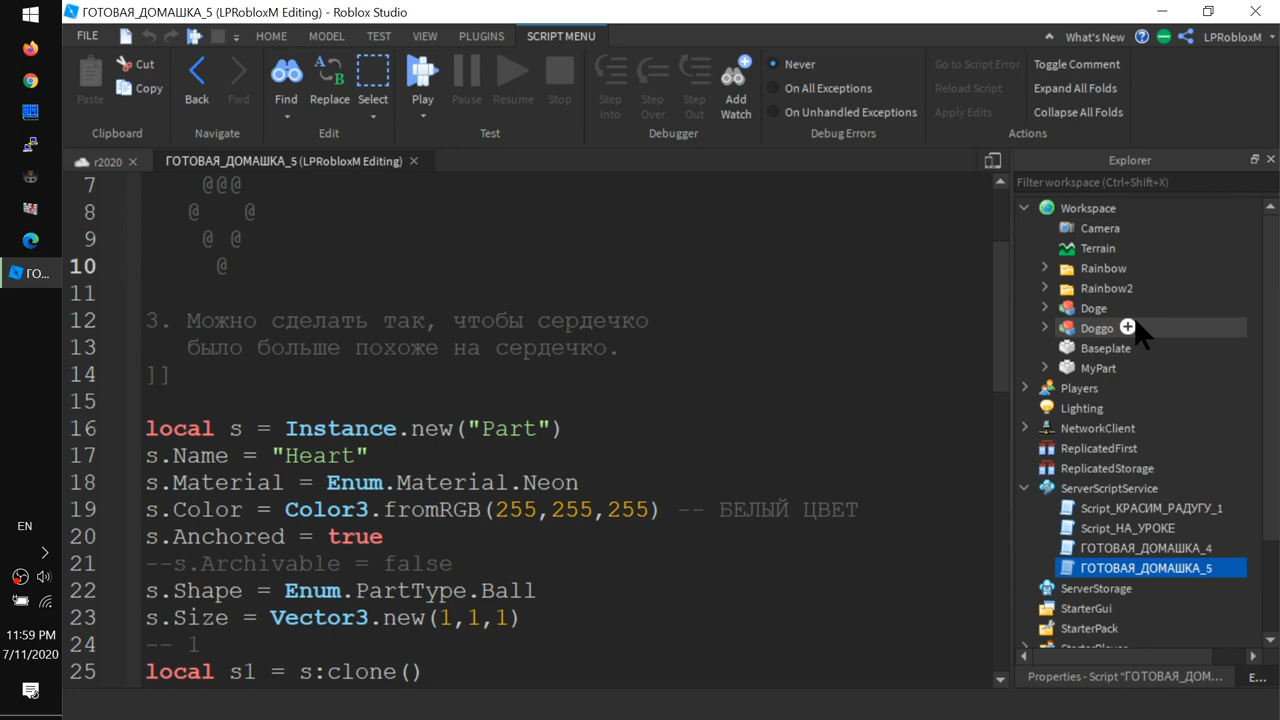 ГОТОВАЯ_ДОМАШКА_5 (LPRobloxM Editing) - Roblox Studio
FILE HOME MODEL TEST VIEW PLUGINS SCRIPT MENU What's New LPRobloxM
Paste Cut Copy Back Fwd Find Replace Select Play Pause Resume Stop Step Into Step Over Step Out Add Watch
Never
On All Exceptions
On Unhandled Exceptions
Go to Script Error
Reload Script
Apply Edits
Toggle Comment
Expand All Folds
Collapse All Folds
Clipboard Navigate Edit Test Debugger Debug Errors Actions
r2020 ГОТОВАЯ_ДОМАШКА_5 (LPRobloxM Editing)
7 @@@
8 @ @
9 @ @
10 @
11
12 3. Можно сделать так, чтобы сердечко
13 было больше похоже на сердечко.
14 ]]
15
16 local s = Instance.new("Part")
17 s.Name = "Heart"
18 s.Material = Enum.Material.Neon
19 s.Color = Color3.fromRGB(255,255,255) -- БЕЛЫЙ ЦВЕТ
20 s.Anchored = true
21 --s.Archivable = false
22 s.Shape = Enum.PartType.Ball
23 s.Size = Vector3.new(1,1,1)
24 -- 1
25 local s1 = s:clone()
Explorer
Filter workspace (Ctrl+Shift+X)
Workspace
Camera
Terrain
Rainbow
Rainbow2
Doge
Doggo
Baseplate
MyPart
Players
Lighting
NetworkClient
ReplicatedFirst
ReplicatedStorage
ServerScriptService
Script_КРАСИМ_РАДУГУ_1
Script_НА_УРОКЕ
ГОТОВАЯ_ДОМАШКА_4
ГОТОВАЯ_ДОМАШКА_5
ServerStorage
StarterGui
StarterPack
Properties - Script "ГОТОВАЯ_ДОМ... E...
ГО...
EN
11:59 PM
7/11/2020